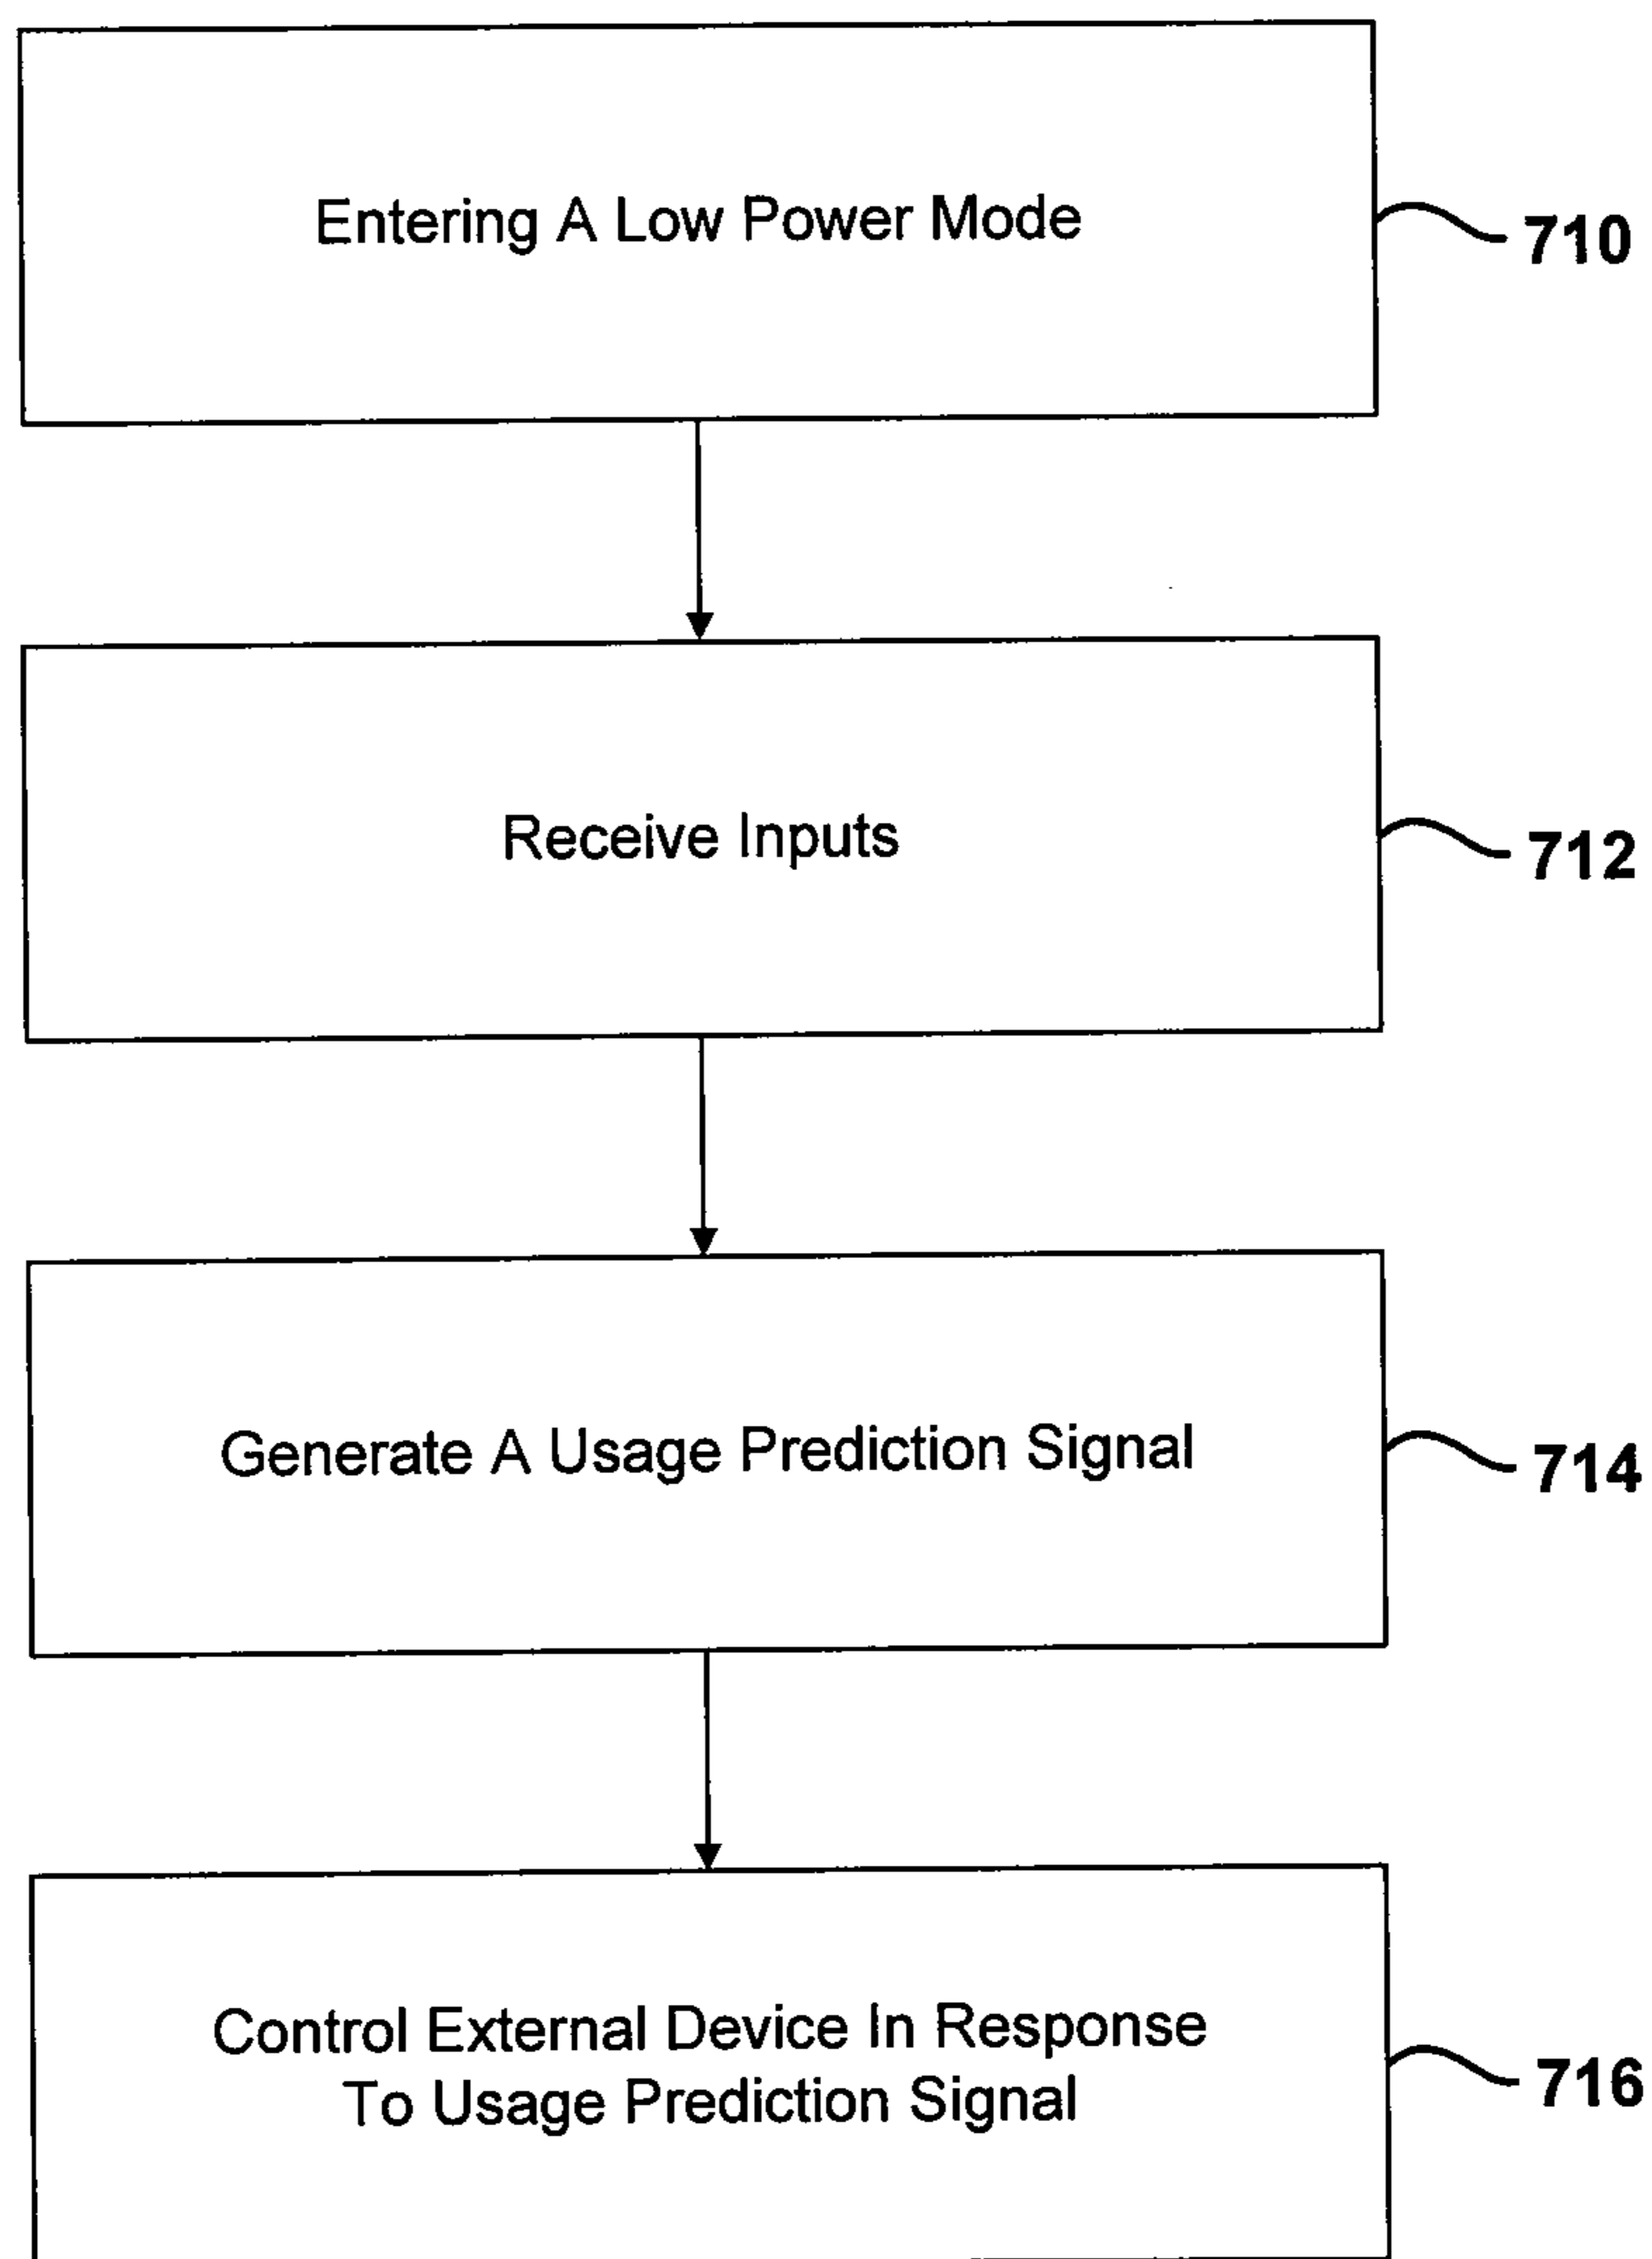 Entering A Low Power Mode
710
Receive Inputs
712
Generate A Usage Prediction Signal
714
Control External Device In Response
To Usage Prediction Signal
716